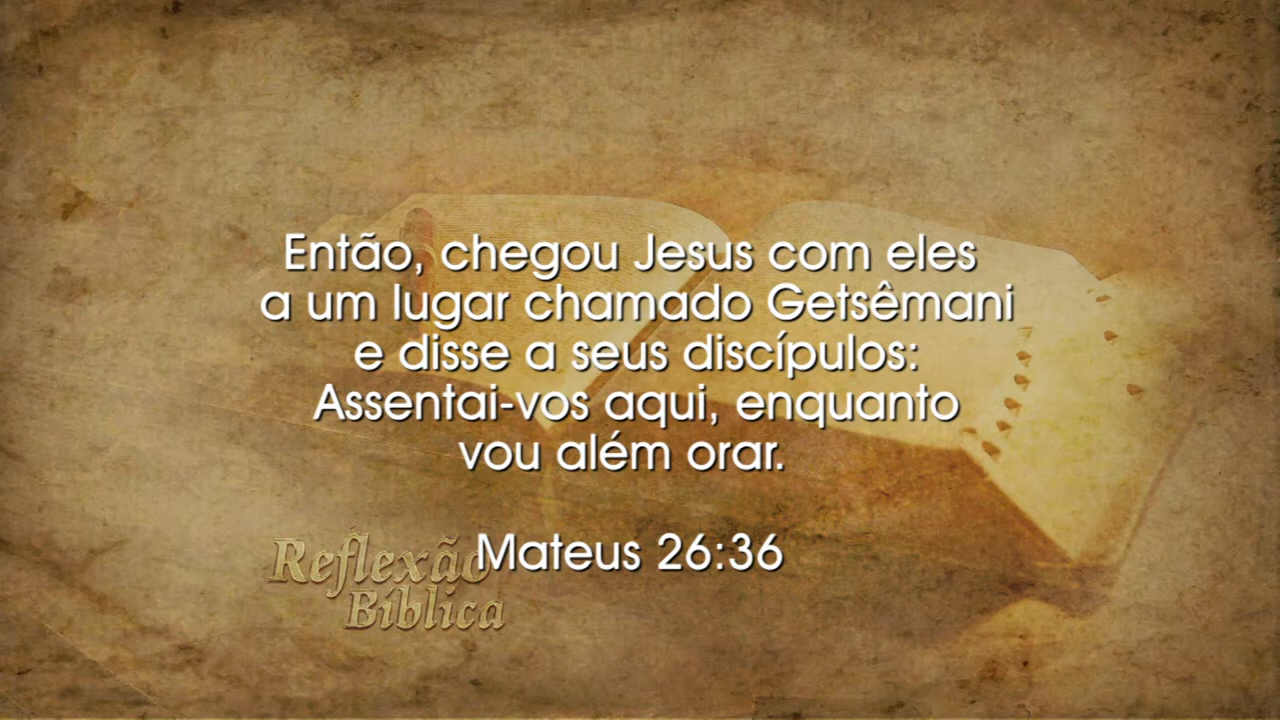 Então, chegou Jesus com eles
a um lugar chamado Getsêmani
e disse a seus discípulos:
Assentai-vos aqui, enquanto
vou além orar.
Mateus 26:36
Reflexão
Bíblica